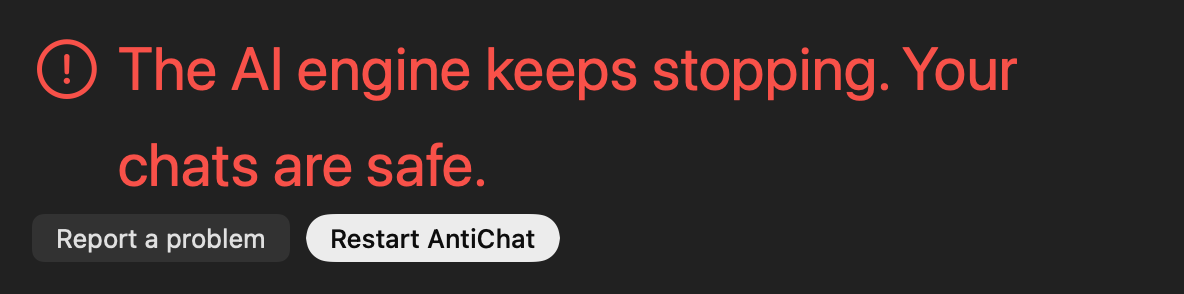 The AI engine keeps stopping. Your
chats are safe.
Report a problem
Restart AntiChat